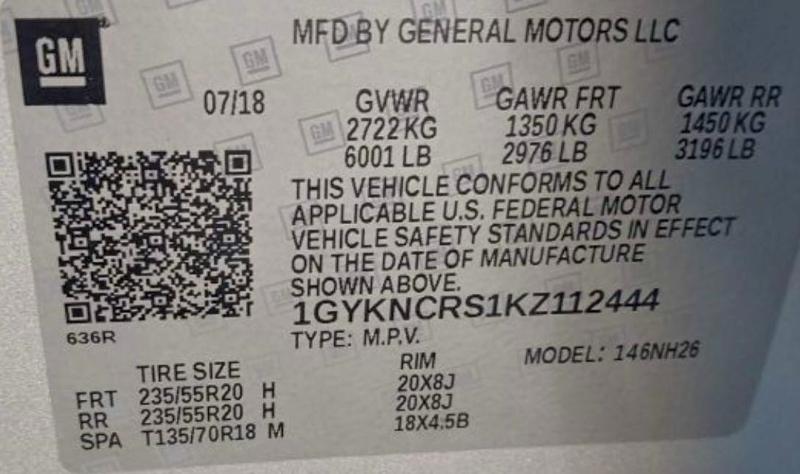 GM
MFD BY GENERAL MOTORS LLC
07/18 GVWR GAWR FRT GAWR RR
2722 KG 1350 KG 1450 KG
6001 LB 2976 LB 3196 LB
THIS VEHICLE CONFORMS TO ALL
APPLICABLE U.S. FEDERAL MOTOR
VEHICLE SAFETY STANDARDS IN EFFECT
ON THE DATE OF MANUFACTURE
SHOWN ABOVE.
1GYKNCRS1KZ112444
636R
TYPE: M.P.V.
TIRE SIZE RIM MODEL: 146NH26
FRT 235/55R20 H 20X8J
RR 235/55R20 H 20X8J
SPA T135/70R18 M 18X4.5B